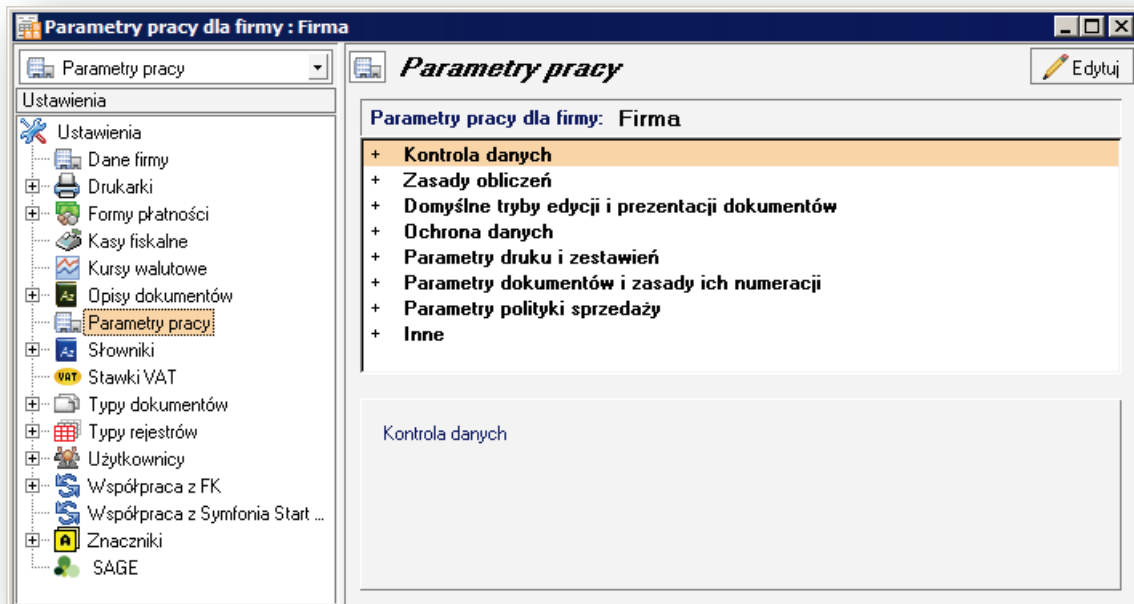 Parametry pracy dla firmy : Firma
Parametry pracy
Ustawienia
Ustawienia
Dane firmy
Drukarki
Formy płatności
Kasy fiskalne
Kursy walutowe
Az Opisy dokumentów
Parametry pracy
Az Słowniki
VAT Stawki VAT
Typy dokumentów
Typy rejestrów
Użytkownicy
Współpraca z FK
Współpraca z Symfonia Start ...
A Znaczniki
SAGE
Parametry pracy
Edytuj
Parametry pracy dla firmy: Firma
+ Kontrola danych
+ Zasady obliczeń
+ Domyślne tryby edycji i prezentacji dokumentów
+ Ochrona danych
+ Parametry druku i zestawień
+ Parametry dokumentów i zasady ich numeracji
+ Parametry polityki sprzedaży
+ Inne
Kontrola danych